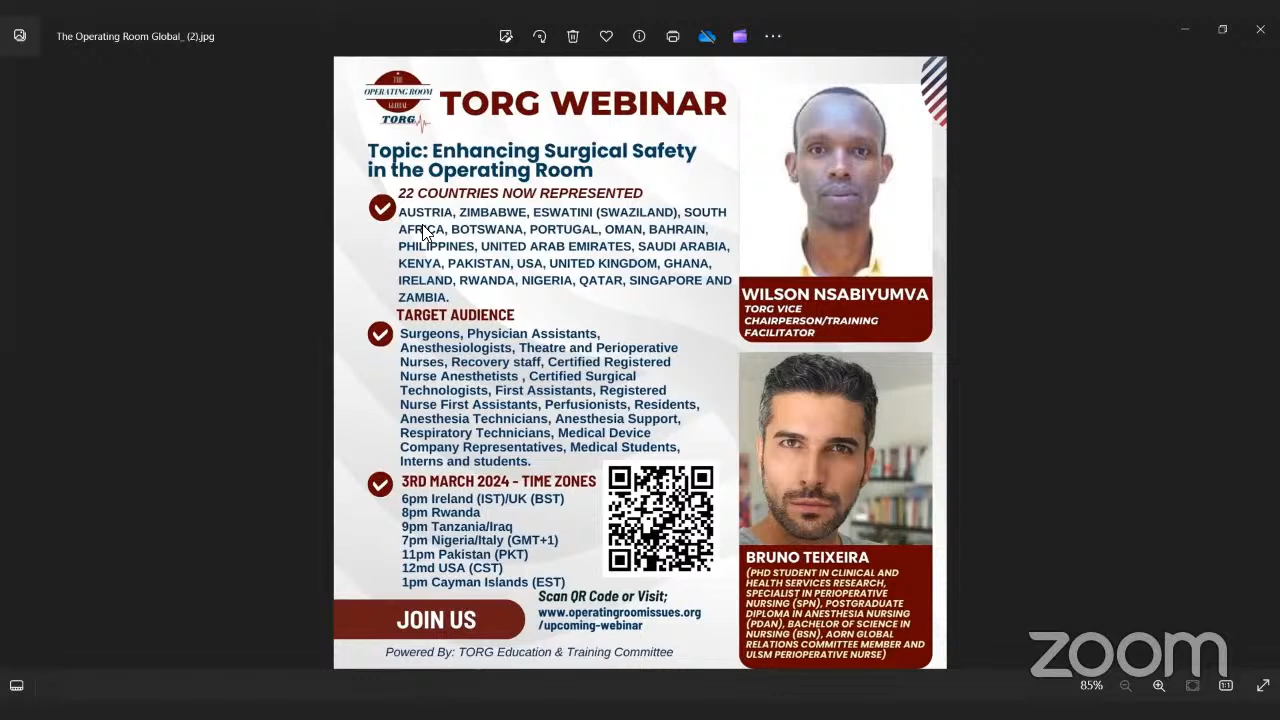 The Operating Room Global_ (2).jpg
THE
OPERATING ROOM
GLOBAL
TORG
TORG WEBINAR
Topic: Enhancing Surgical Safety
in the Operating Room
22 COUNTRIES NOW REPRESENTED
AUSTRIA, ZIMBABWE, ESWATINI (SWAZILAND), SOUTH
AFRICA, BOTSWANA, PORTUGAL, OMAN, BAHRAIN,
PHILIPPINES, UNITED ARAB EMIRATES, SAUDI ARABIA,
KENYA, PAKISTAN, USA, UNITED KINGDOM, GHANA,
IRELAND, RWANDA, NIGERIA, QATAR, SINGAPORE AND
ZAMBIA.
TARGET AUDIENCE
Surgeons, Physician Assistants,
Anesthesiologists, Theatre and Perioperative
Nurses, Recovery staff, Certified Registered
Nurse Anesthetists , Certified Surgical
Technologists, First Assistants, Registered
Nurse First Assistants, Perfusionists, Residents,
Anesthesia Technicians, Anesthesia Support,
Respiratory Technicians, Medical Device
Company Representatives, Medical Students,
Interns and students.
3RD MARCH 2024 - TIME ZONES
6pm Ireland (IST)/UK (BST)
8pm Rwanda
9pm Tanzania/Iraq
7pm Nigeria/Italy (GMT+1)
11pm Pakistan (PKT)
12md USA (CST)
1pm Cayman Islands (EST)
Scan QR Code or Visit;
www.operatingroomissues.org
/upcoming-webinar
JOIN US
Powered By: TORG Education & Training Committee
WILSON NSABIYUMVA
TORG VICE
CHAIRPERSON/TRAINING
FACILITATOR
BRUNO TEIXEIRA
(PHD STUDENT IN CLINICAL AND
HEALTH SERVICES RESEARCH,
SPECIALIST IN PERIOPERATIVE
NURSING (SPN), POSTGRADUATE
DIPLOMA IN ANESTHESIA NURSING
(PDAN), BACHELOR OF SCIENCE IN
NURSING (BSN), AORN GLOBAL
RELATIONS COMMITTEE MEMBER AND
ULSM PERIOPERATIVE NURSE)
zoom
85%
1:1